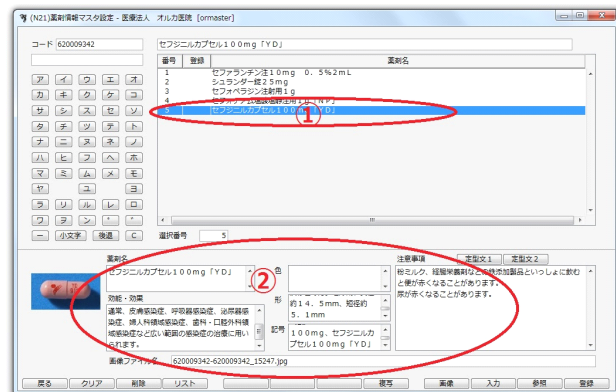 (N21)薬剤情報マスタ設定 - 医療法人 オルカ医院 [ormaster]
コード 620009342 セフジニルカプセル１００ｍｇ「ＹＤ」
番号 登録 薬剤名
1 セファランチン注１０ｍｇ ０．５％２ｍＬ
2 シュランダー錠２５ｍｇ
3 セフォペラジン注射用１ｇ
5 セフジニルカプセル１００ｍｇ「ＹＤ」
①
ア イ ウ エ オ
カ キ ク ケ コ
サ シ ス セ ソ
タ チ ツ テ ト
ナ ニ ヌ ネ ノ
ハ ヒ フ ヘ ホ
マ ミ ム メ モ
ヤ ユ ヨ
ラ リ ル レ ロ
ワ ヲ ン ゛ ゜
ー 小文字 後退 C
選択番号 5
薬剤名
セフジニルカプセル１００ｍｇ「ＹＤ」
②
効能・効果
通常、皮膚感染症、呼吸器感染症、泌尿器感
染症、婦人科領域感染症、歯科・口腔外科領
域感染症など広い範囲の感染症の治療に用い
られます。
色
形
約１４．５ｍｍ、短径約
５．１ｍｍ
記号
１００ｍｇ、セフジニルカ
プセル１００ｍｇ「ＹＤ」
注意事項 定型文１ 定型文２
粉ミルク、経腸栄養剤などの鉄添加製品といっしょに飲む
と便が赤くなることがあります。
尿が赤くなることがあります。
画像ファイル名 620009342-620009342_15247.jpg
戻る クリア 削除 リスト 複写 画像 入力 参照 登録